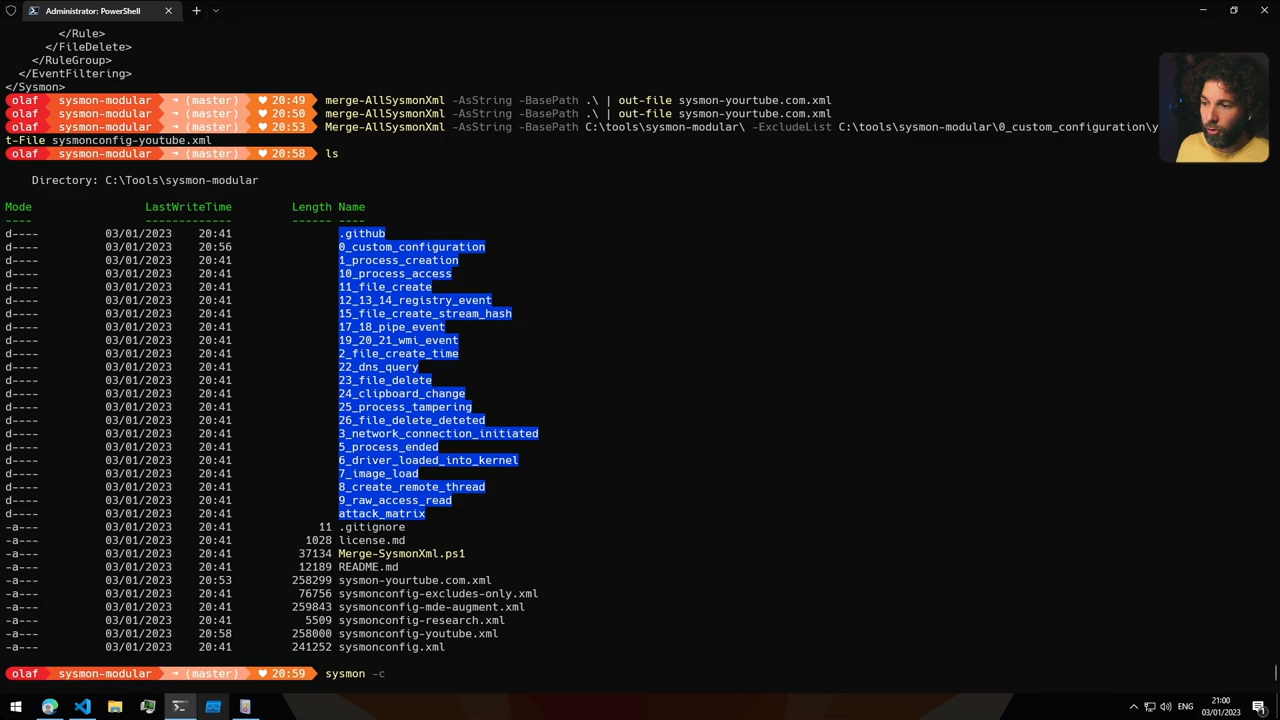 Administrator: PowerShell
</Rule>
</FileDelete>
</RuleGroup>
</EventFiltering>
</Sysmon>
olaf sysmon-modular ➜ (master) ♥ 20:49 merge-AllSysmonXml -AsString -BasePath .\ | out-file sysmon-yourtube.com.xml
olaf sysmon-modular ➜ (master) ♥ 20:50 merge-AllSysmonXml -AsString -BasePath .\ | out-file sysmon-yourtube.com.xml
olaf sysmon-modular ➜ (master) ♥ 20:53 Merge-AllSysmonXml -AsString -BasePath C:\tools\sysmon-modular\ -ExcludeList C:\tools\sysmon-modular\0_custom_configuration\y
t-File sysmonconfig-youtube.xml
olaf sysmon-modular ➜ (master) ♥ 20:58 ls
Directory: C:\Tools\sysmon-modular
Mode LastWriteTime Length Name
---- ------------- ------ ----
d---- 03/01/2023 20:41 .github
d---- 03/01/2023 20:56 0_custom_configuration
d---- 03/01/2023 20:41 1_process_creation
d---- 03/01/2023 20:41 10_process_access
d---- 03/01/2023 20:41 11_file_create
d---- 03/01/2023 20:41 12_13_14_registry_event
d---- 03/01/2023 20:41 15_file_create_stream_hash
d---- 03/01/2023 20:41 17_18_pipe_event
d---- 03/01/2023 20:41 19_20_21_wmi_event
d---- 03/01/2023 20:41 2_file_create_time
d---- 03/01/2023 20:41 22_dns_query
d---- 03/01/2023 20:41 23_file_delete
d---- 03/01/2023 20:41 24_clipboard_change
d---- 03/01/2023 20:41 25_process_tampering
d---- 03/01/2023 20:41 26_file_delete_deteted
d---- 03/01/2023 20:41 3_network_connection_initiated
d---- 03/01/2023 20:41 5_process_ended
d---- 03/01/2023 20:41 6_driver_loaded_into_kernel
d---- 03/01/2023 20:41 7_image_load
d---- 03/01/2023 20:41 8_create_remote_thread
d---- 03/01/2023 20:41 9_raw_access_read
d---- 03/01/2023 20:41 attack_matrix
-a--- 03/01/2023 20:41 11 .gitignore
-a--- 03/01/2023 20:41 1028 license.md
-a--- 03/01/2023 20:41 37134 Merge-SysmonXml.ps1
-a--- 03/01/2023 20:41 12189 README.md
-a--- 03/01/2023 20:53 258299 sysmon-yourtube.com.xml
-a--- 03/01/2023 20:41 76756 sysmonconfig-excludes-only.xml
-a--- 03/01/2023 20:41 259843 sysmonconfig-mde-augment.xml
-a--- 03/01/2023 20:41 5509 sysmonconfig-research.xml
-a--- 03/01/2023 20:58 258000 sysmonconfig-youtube.xml
-a--- 03/01/2023 20:41 241252 sysmonconfig.xml
olaf sysmon-modular ➜ (master) ♥ 20:59 sysmon -c
ENG
21:00
03/01/2023